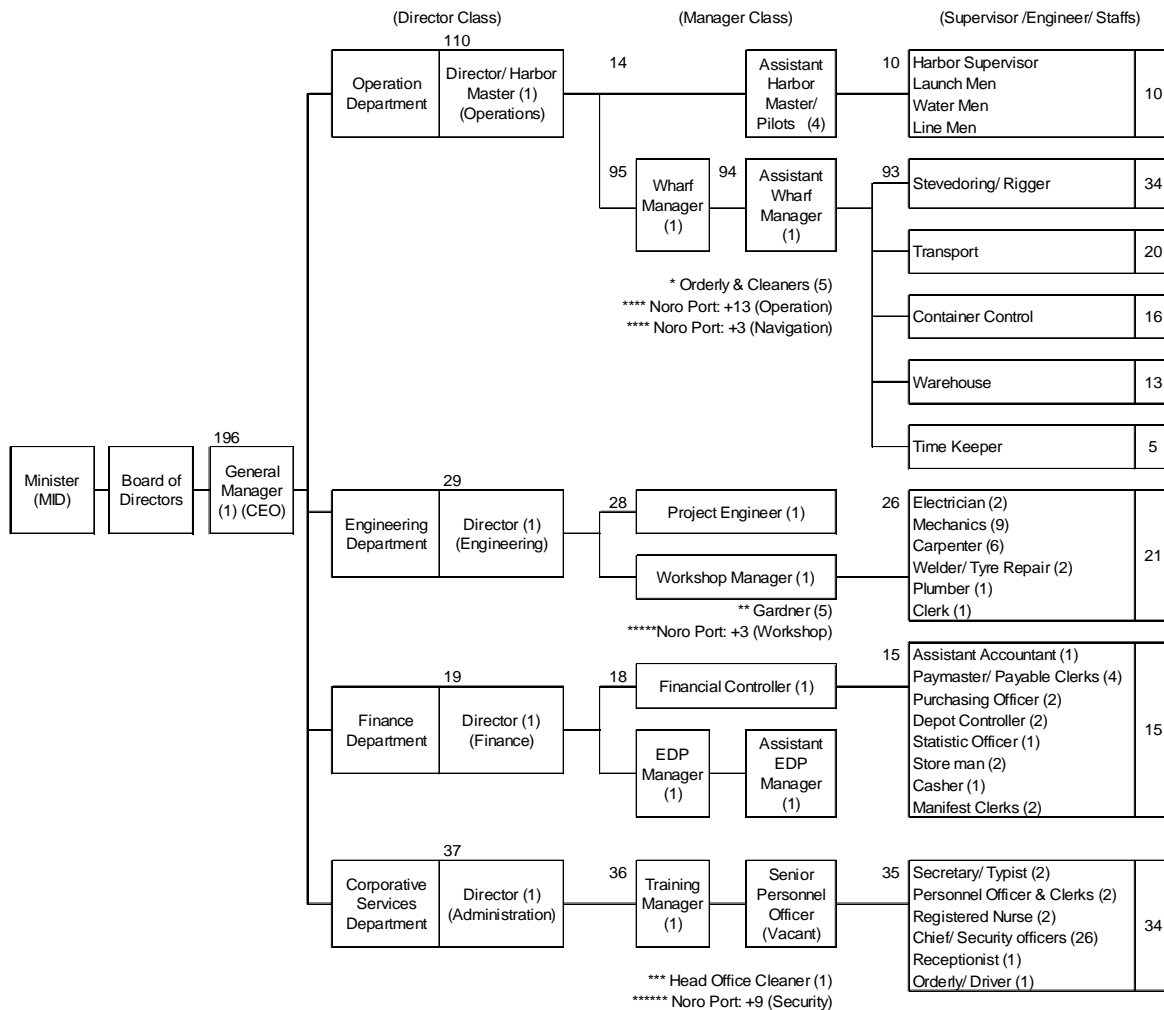 (Director Class)
(Manager Class)
(Supervisor /Engineer/ Staffs)
110
Operation
Department
Director/ Harbor
Master (1)
(Operations)
14
Assistant
Harbor
Master/
Pilots (4)
10
Harbor Supervisor
Launch Men
Water Men
Line Men
10
95
Wharf
Manager
(1)
94
Assistant
Wharf
Manager
(1)
93
Stevedoring/ Rigger
34
Transport
20
* Orderly & Cleaners (5)
**** Noro Port: +13 (Operation)
**** Noro Port: +3 (Navigation)
Container Control
16
Warehouse
13
Time Keeper
5
Minister
(MID)
Board of
Directors
196
General
Manager
(1) (CEO)
29
Engineering
Department
Director (1)
(Engineering)
28
Project Engineer (1)
Workshop Manager (1)
** Gardner (5)
*****Noro Port: +3 (Workshop)
26
Electrician (2)
Mechanics (9)
Carpenter (6)
Welder/ Tyre Repair (2)
Plumber (1)
Clerk (1)
21
19
Finance
Department
Director (1)
(Finance)
18
Financial Controller (1)
EDP
Manager
(1)
Assistant
EDP
Manager
(1)
15
Assistant Accountant (1)
Paymaster/ Payable Clerks (4)
Purchasing Officer (2)
Depot Controller (2)
Statistic Officer (1)
Store man (2)
Casher (1)
Manifest Clerks (2)
15
37
Corporative
Services
Department
Director (1)
(Administration)
36
Training
Manager
(1)
Senior
Personnel
Officer
(Vacant)
35
Secretary/ Typist (2)
Personnel Officer & Clerks (2)
Registered Nurse (2)
Chief/ Security officers (26)
Receptionist (1)
Orderly/ Driver (1)
34
*** Head Office Cleaner (1)
****** Noro Port: +9 (Security)